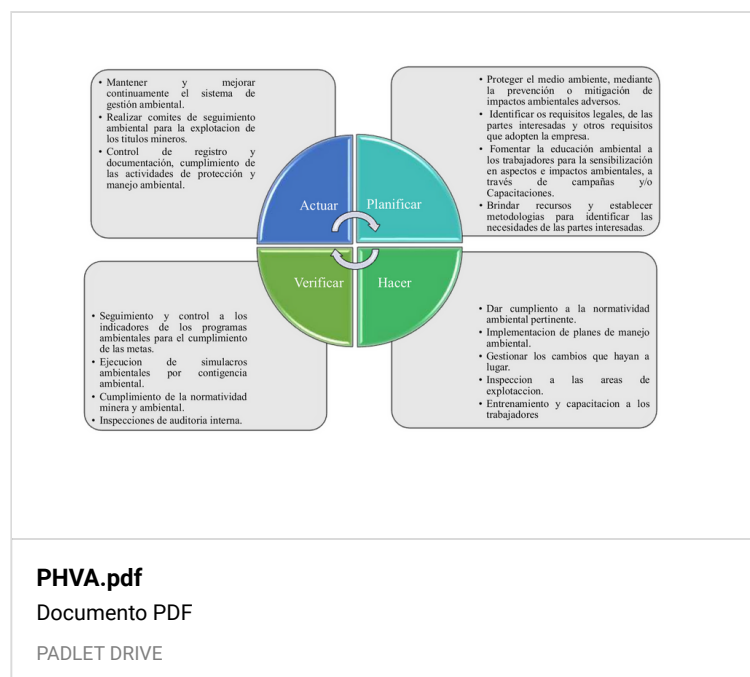 • Mantener y mejorar
continuamente el sistema de
gestión ambiental.
• Realizar comites de seguimiento
ambiental para la explotacion de
los titulos mineros.
• Control de registro y
documentación, cumplimiento de
las actividades de protección y
manejo ambiental.
• Proteger el medio ambiente, mediante
la prevención o mitigación de
impactos ambientales adversos.
• Identificar os requisitos legales, de las
partes interesadas y otros requisitos
que adopten la empresa.
• Fomentar la educación ambiental a
los trabajadores para la sensibilización
en aspectos e impactos ambientales, a
través de campañas y/o
Capacitaciones.
• Brindar recursos y establecer
metodologias para identificar las
necesidades de las partes interesadas.
Actuar
Planificar
Verificar
Hacer
• Seguimiento y control a los
indicadores de los programas
ambientales para el cumplimiento
de las metas.
• Ejecucion de simulacros
ambientales por contigencia
ambiental.
• Cumplimiento de la normatividad
minera y ambiental.
• Inspecciones de auditoria interna.
• Dar cumpliento a la normatividad
ambiental pertinente.
• Implementacion de planes de manejo
ambiental.
• Gestionar los cambios que hayan a
lugar.
• Inspeccion a las areas de
explotaccion.
• Entrenamiento y capacitacion a los
trabajadores
PHVA.pdf
Documento PDF
PADLET DRIVE